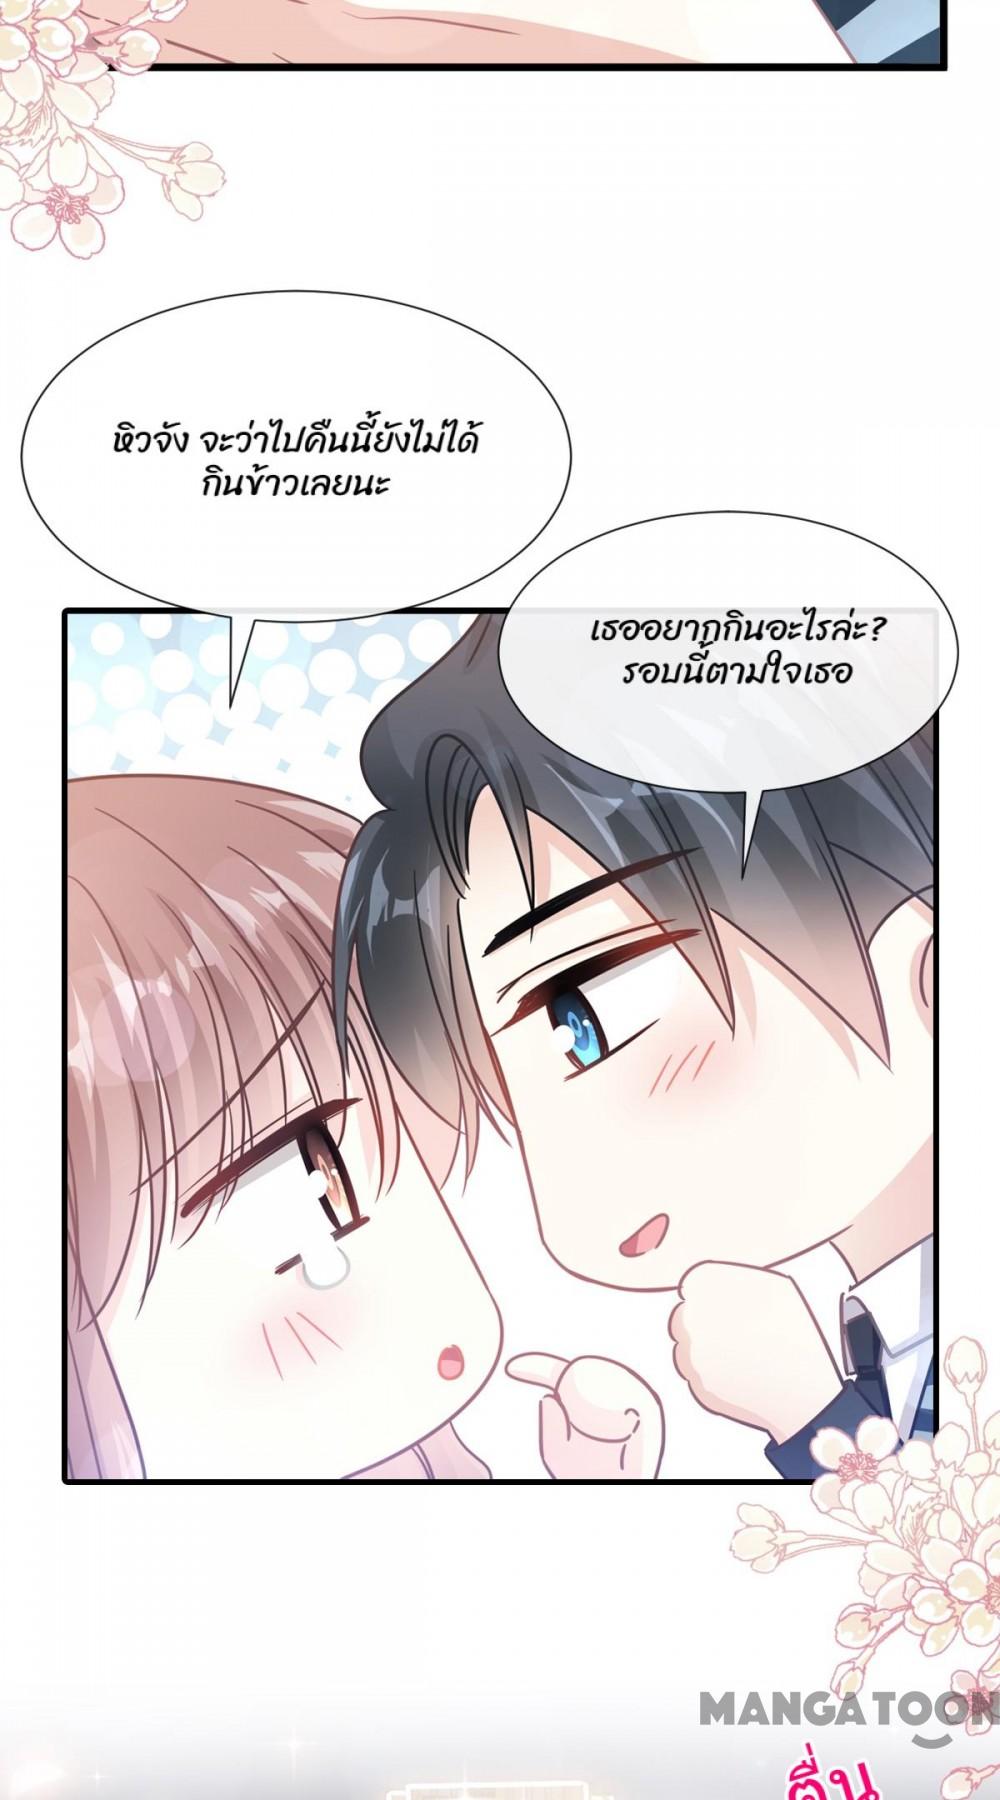 หิวจัง จะว่าไปคืนนี้ยังไม่ได้
กินข้าวเลยนะ
เธออยากกินอะไรล่ะ?
รอบนี้ตามใจเธอ
MANGATOON
ตื่น